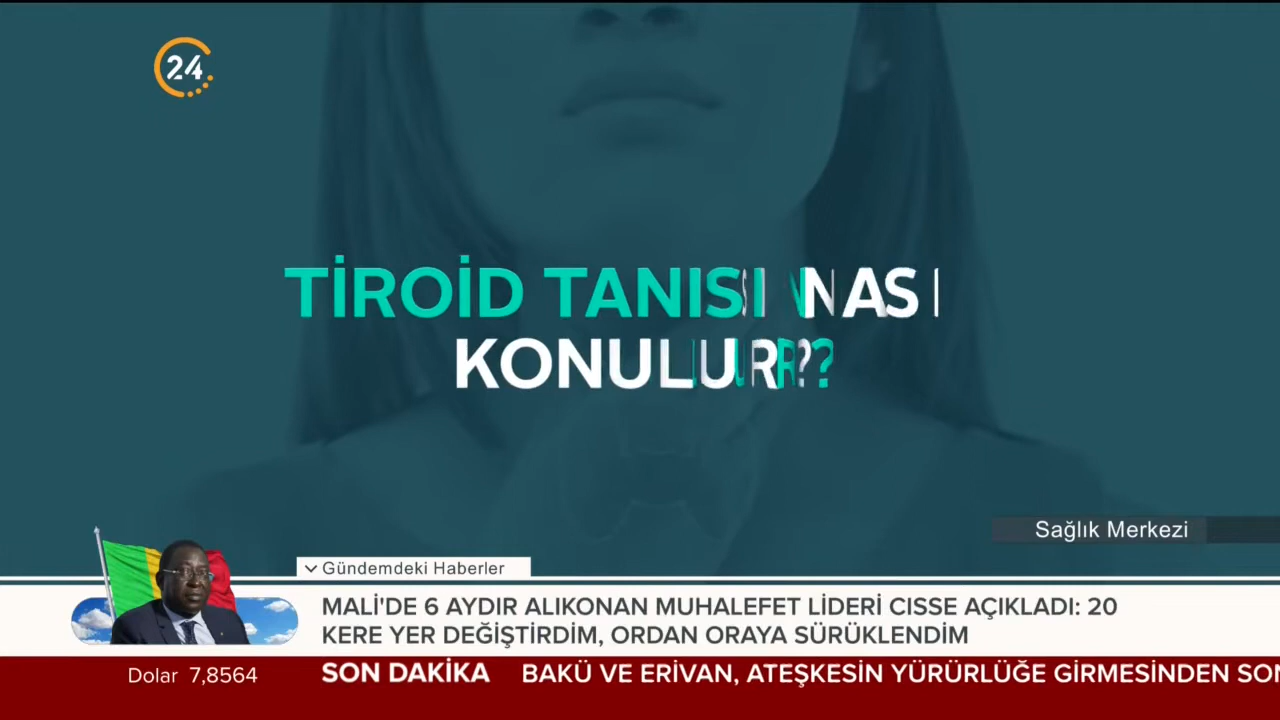 24
TİROİD TANISI NAS
KONULUR?
Sağlık Merkezi
Gündemdeki Haberler
MALİ'DE 6 AYDIR ALIKONAN MUHALEFET LİDERİ CISSE AÇIKLADI: 20
KERE YER DEĞİŞTİRDİM, ORDAN ORAYA SÜRÜKLENDİM
Dolar 7,8564
SON DAKİKA BAKÜ VE ERİVAN, ATEŞKESİN YÜRÜRLÜĞE GİRMESİNDEN SON